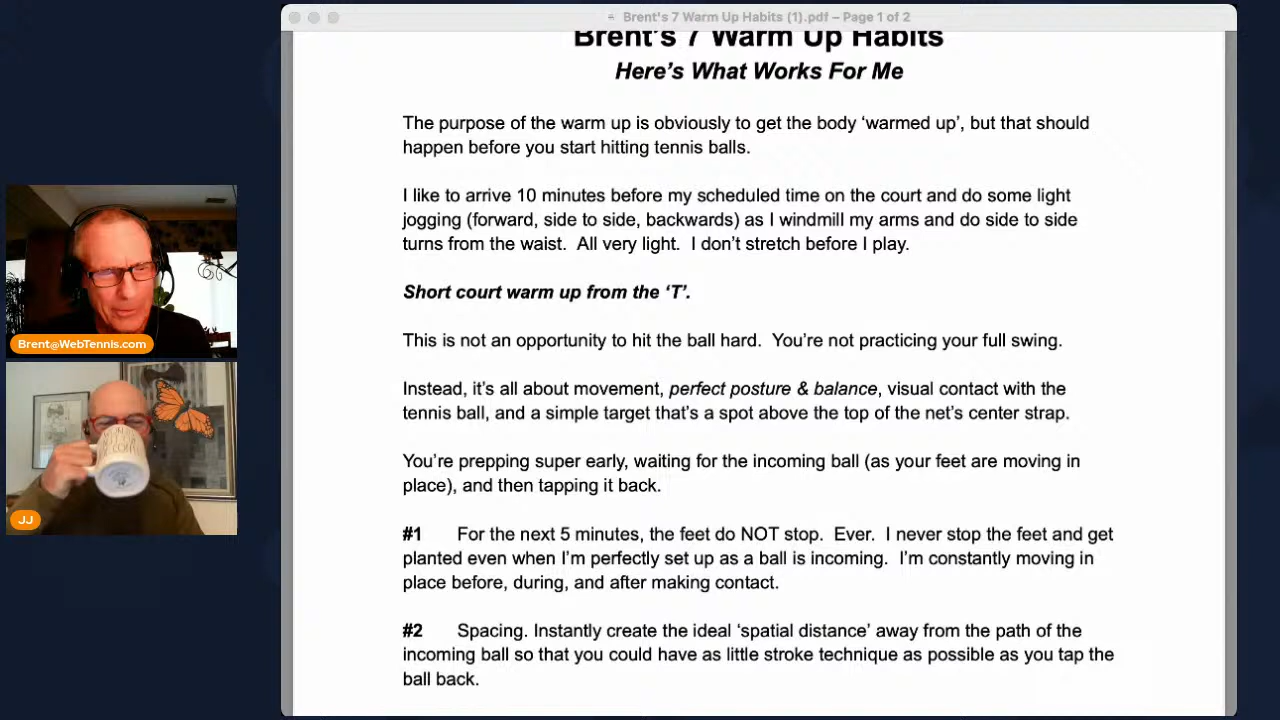 Brent's 7 Warm Up Habits (1).pdf – Page 1 of 2
Brent's 7 Warm Up Habits
Here's What Works For Me
The purpose of the warm up is obviously to get the body ‘warmed up’, but that should
happen before you start hitting tennis balls.
I like to arrive 10 minutes before my scheduled time on the court and do some light
jogging (forward, side to side, backwards) as I windmill my arms and do side to side
turns from the waist.  All very light.  I don’t stretch before I play.
Short court warm up from the ‘T’.
This is not an opportunity to hit the ball hard.  You’re not practicing your full swing.
Instead, it’s all about movement, perfect posture & balance, visual contact with the
tennis ball, and a simple target that’s a spot above the top of the net’s center strap.
You’re prepping super early, waiting for the incoming ball (as your feet are moving in
place), and then tapping it back.
#1 For the next 5 minutes, the feet do NOT stop.  Ever.  I never stop the feet and get
planted even when I’m perfectly set up as a ball is incoming.  I’m constantly moving in
place before, during, and after making contact.
#2 Spacing. Instantly create the ideal ‘spatial distance’ away from the path of the
incoming ball so that you could have as little stroke technique as possible as you tap the
ball back.
Brent@WebTennis.com
JJ